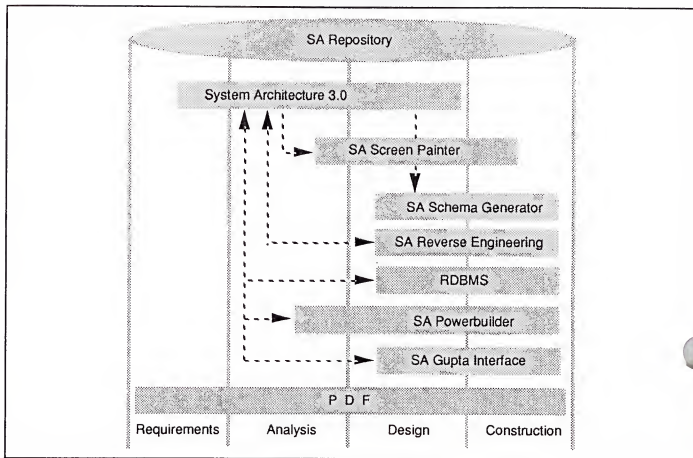 SA Repository
System Architecture 3.0
SA Screen Painter
SA Schema Generator
SA Reverse Engineering
RDBMS
SA Powerbuilder
SA Gupta Interface
P D F
Requirements Analysis Design Construction